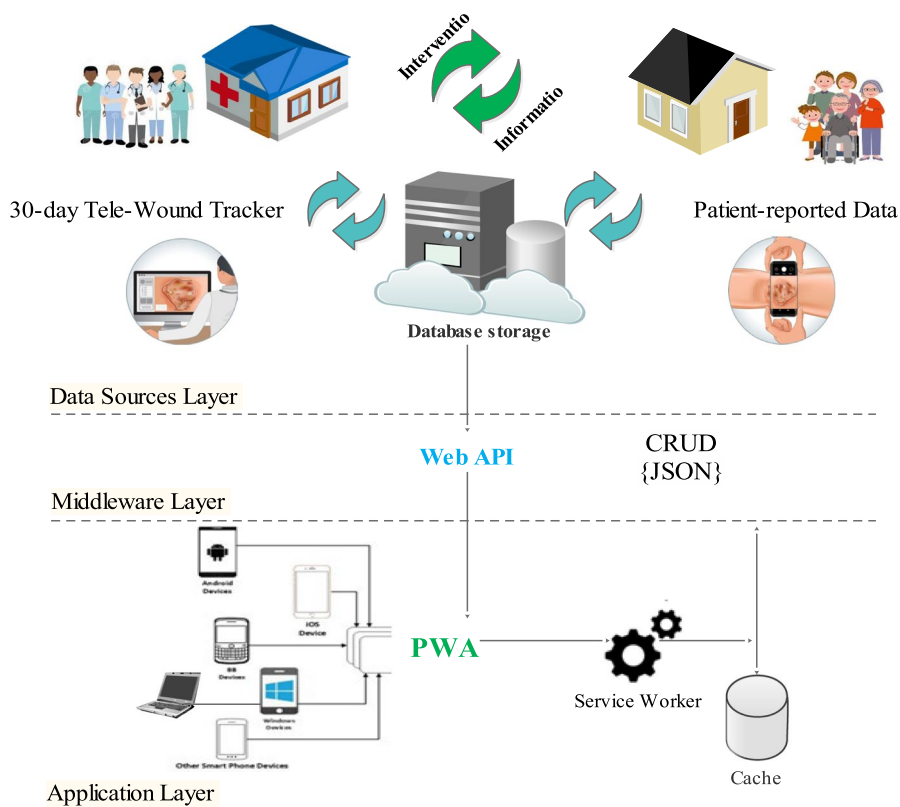 Interventio
Informatio
30-day Tele-Wound Tracker
Patient-reported Data
Database storage
Data Sources Layer
Web API
CRUD
{JSON}
Middleware Layer
Android
Devices
IOS
Device
BB
Devices
Windows
Devices
Other Smart Phone Devices
PWA
Service Worker
Cache
Application Layer